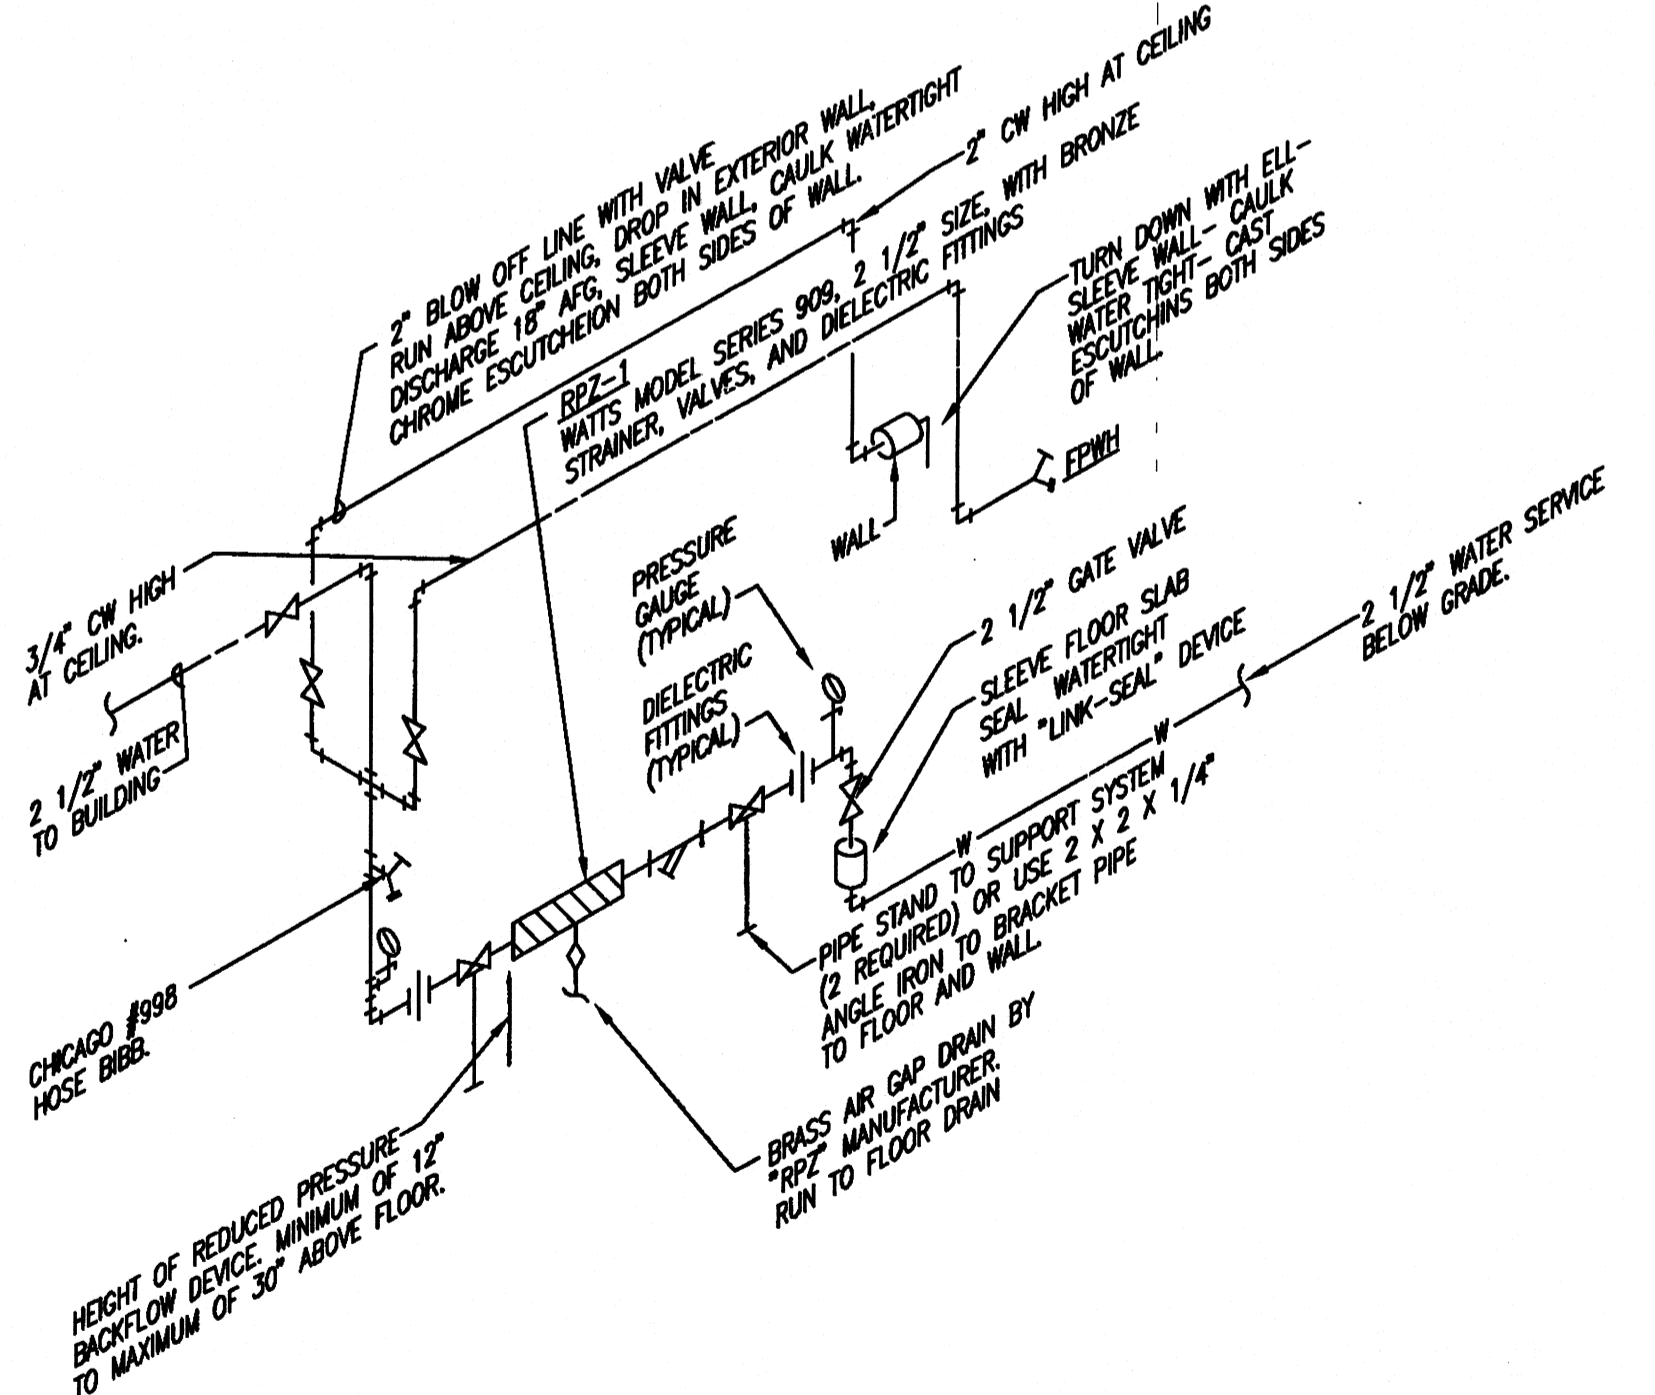 2" BLOW OFF LINE WITH VALVE
RUN ABOVE CEILING, DROP IN EXTERIOR WALL,
DISCHARGE 18" AFG, SLEEVE WALL, CAULK WATERTIGHT
CHROME ESCUTCHEION BOTH SIDES OF WALL.
2" CW HIGH AT CEILING
RPZ-1
WATTS MODEL SERIES 909, 2 1/2" SIZE, WITH BRONZE
STRAINER, VALVES, AND DIELECTRIC FITTINGS
TURN DOWN WITH ELL-
SLEEVE WALL- CAULK
WATER TIGHT- CAST
ESCUTCHINS BOTH SIDES
OF WALL.
FPWH
WALL
3/4" CW HIGH
AT CEILING.
2 1/2" WATER
TO BUILDING
PRESSURE
GAUGE
(TYPICAL)
DIELECTRIC
FITTINGS
(TYPICAL)
2 1/2" GATE VALVE
SLEEVE FLOOR SLAB
SEAL WATERTIGHT
WITH "LINK-SEAL" DEVICE
2 1/2" WATER SERVICE
BELOW GRADE.
W
W
PIPE STAND TO SUPPORT SYSTEM
(2 REQUIRED) OR USE 2 X 2 X 1/4"
ANGLE IRON TO BRACKET PIPE
TO FLOOR AND WALL.
CHICAGO #998
HOSE BIBB.
BRASS AIR GAP DRAIN BY
"RPZ" MANUFACTURER.
RUN TO FLOOR DRAIN
HEIGHT OF REDUCED PRESSURE
BACKFLOW DEVICE. MINIMUM OF 12"
TO MAXIMUM OF 30" ABOVE FLOOR.